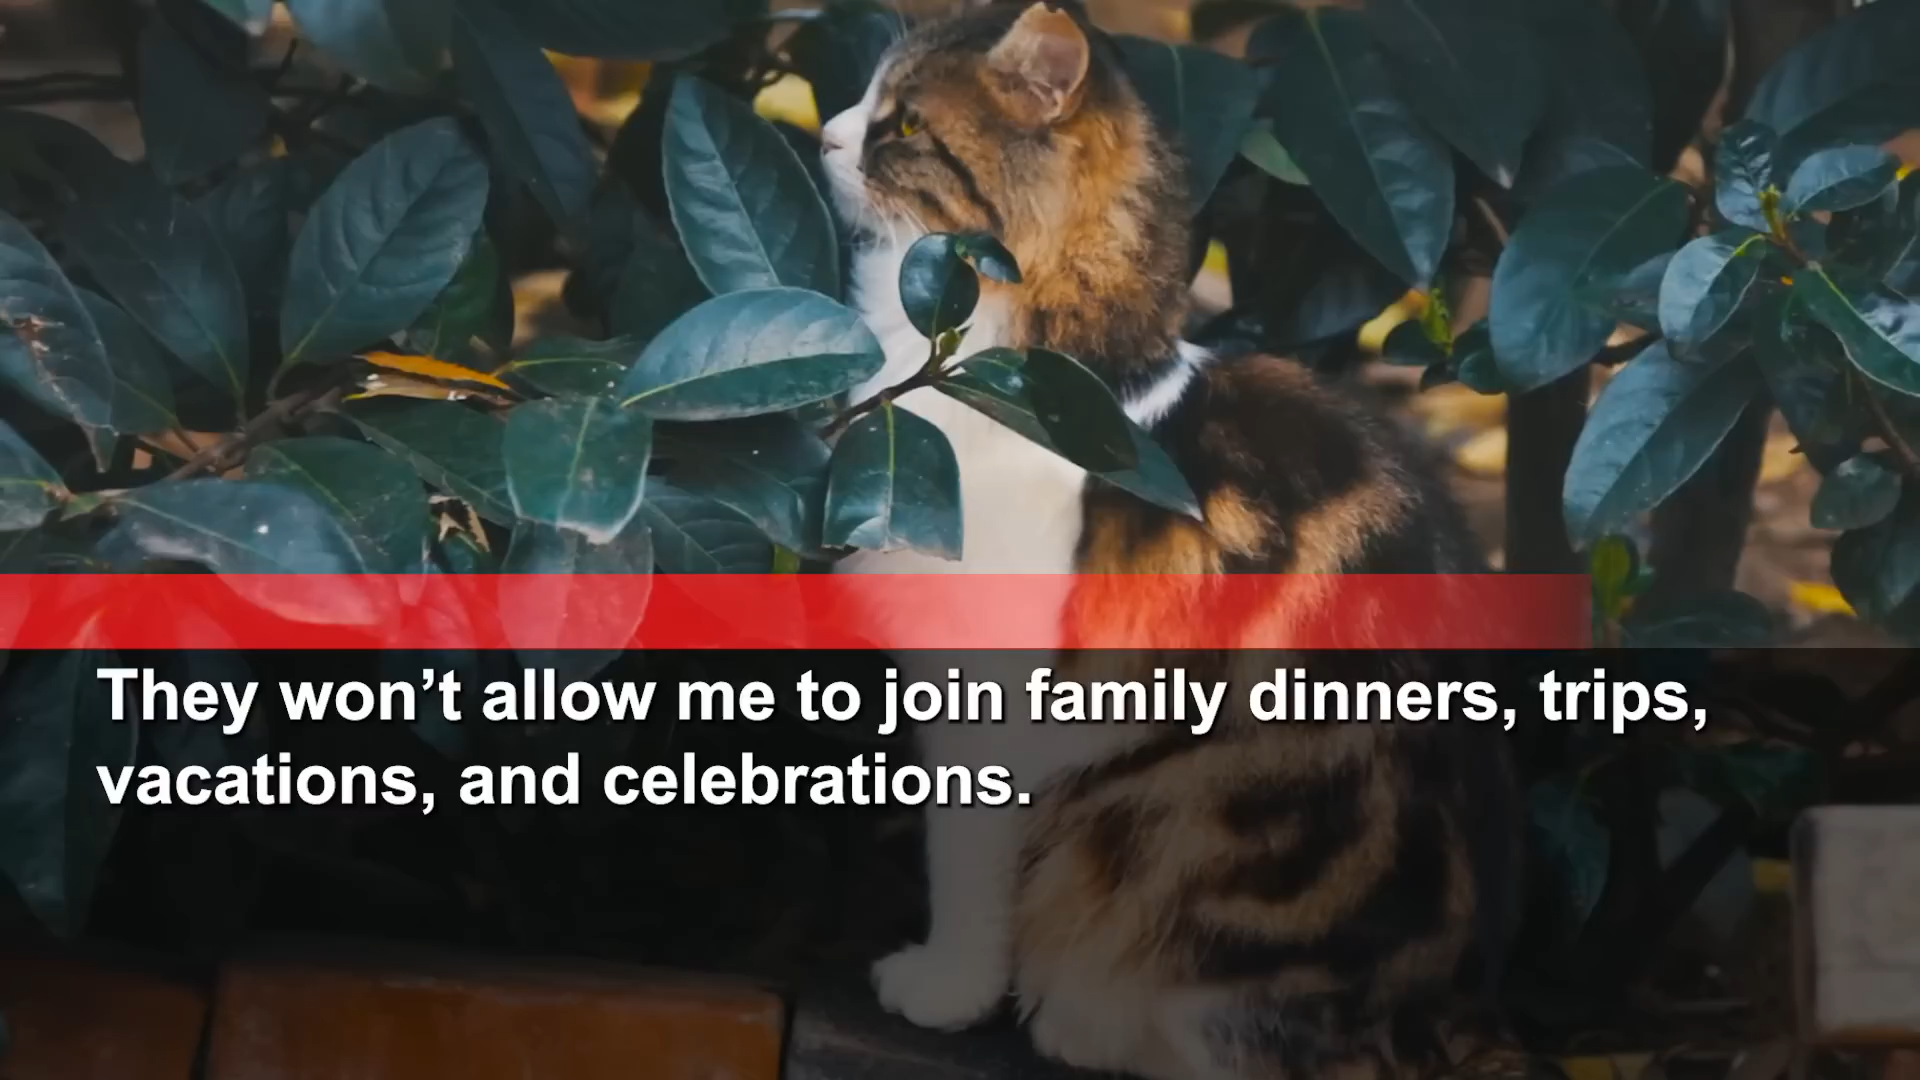 They won’t allow me to join family dinners, trips,
vacations, and celebrations.